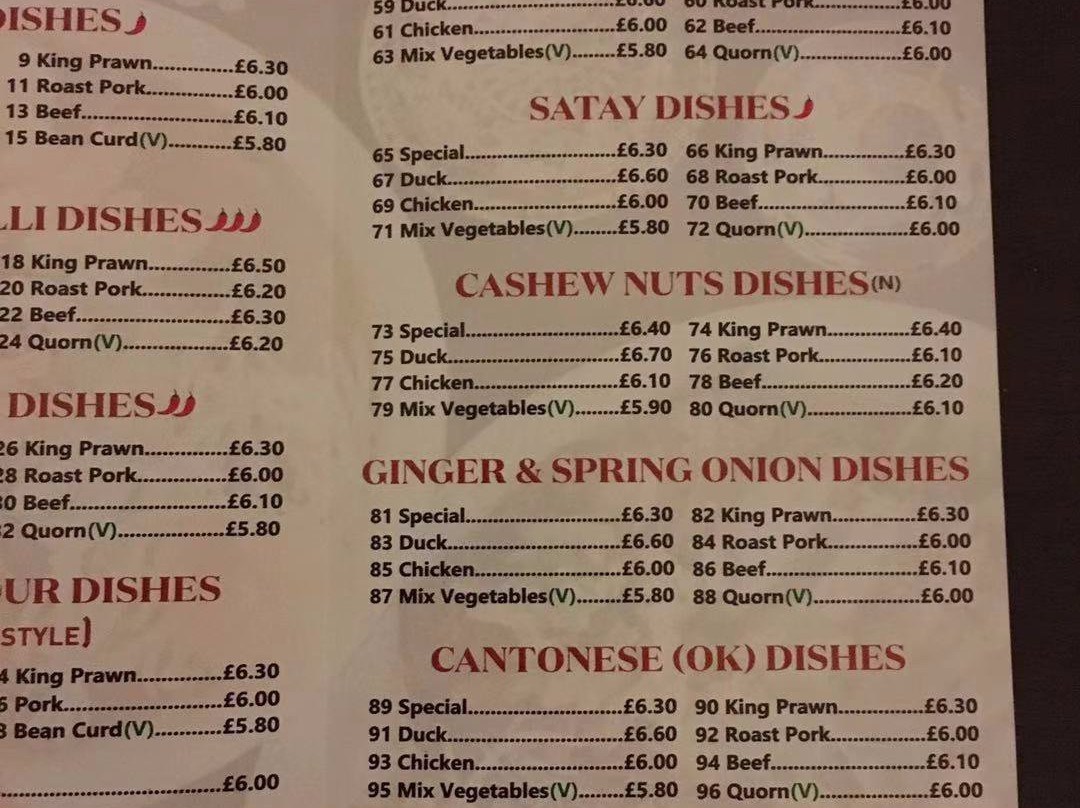 DISHES
9 King Prawn..............£6.30
11 Roast Pork...............£6.00
13 Beef..........................£6.10
15 Bean Curd(V)...........£5.80
DISHES
18 King Prawn..............£6.50
20 Roast Pork...............£6.20
22 Beef..........................£6.30
24 Quorn(V)..................£6.20
DISHES
26 King Prawn..............£6.30
28 Roast Pork...............£6.00
Beef...........................£6.10
Quorn(V)...................£5.80
DISHES
STYLE)
King Prawn...............£6.30
Pork............................£6.00
Bean Curd(V)............£5.80
£6.00
59 Duck.............................£6.60 60 Roast Pork...............£6.00
61 Chicken........................£6.00 62 Beef.........................£6.10
63 Mix Vegetables(V).......£5.80 64 Quorn(V)..................£6.00
SATAY DISHES
65 Special..........................£6.30 66 King Prawn..............£6.30
67 Duck.............................£6.60 68 Roast Pork...............£6.00
69 Chicken........................£6.00 70 Beef.........................£6.10
71 Mix Vegetables(V).......£5.80 72 Quorn(V)..................£6.00
CASHEW NUTS DISHES(N)
73 Special..........................£6.40 74 King Prawn..............£6.40
75 Duck.............................£6.70 76 Roast Pork...............£6.10
77 Chicken........................£6.10 78 Beef.........................£6.20
79 Mix Vegetables(V)........£5.90 80 Quorn(V)..................£6.10
GINGER & SPRING ONION DISHES
81 Special..........................£6.30 82 King Prawn..............£6.30
83 Duck.............................£6.60 84 Roast Pork...............£6.00
85 Chicken........................£6.00 86 Beef.........................£6.10
87 Mix Vegetables(V)........£5.80 88 Quorn(V)..................£6.00
CANTONESE (OK) DISHES
89 Special..........................£6.30 90 King Prawn..............£6.30
91 Duck.............................£6.60 92 Roast Pork...............£6.00
93 Chicken........................£6.00 94 Beef.........................£6.10
95 Mix Vegetables(V)........£5.80 96 Quorn(V)..................£6.00